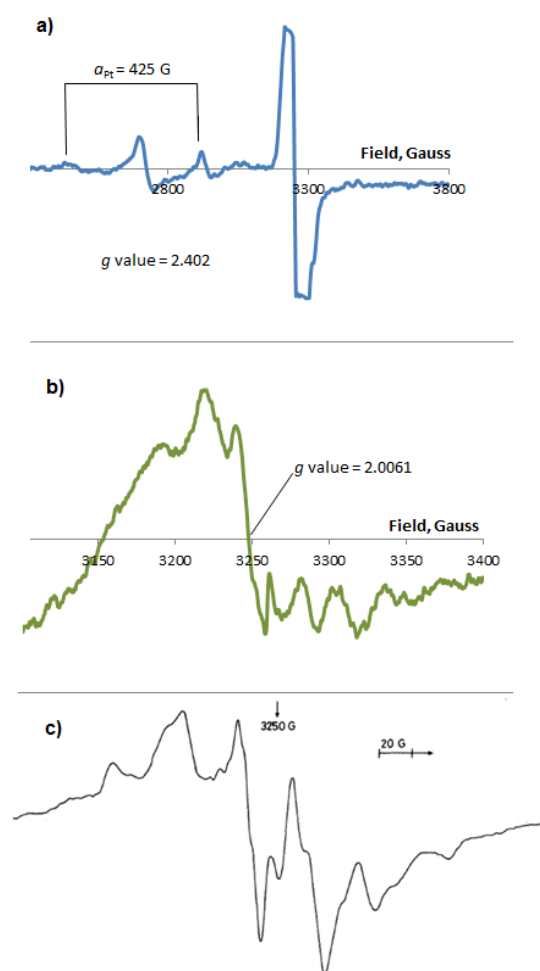 a)
aPt = 425 G
Field, Gauss
2800
3300
3800
g value = 2.402
b)
g value = 2.0061
Field, Gauss
3150
3200
3250
3300
3350
3400
c)
3250 G
20 G